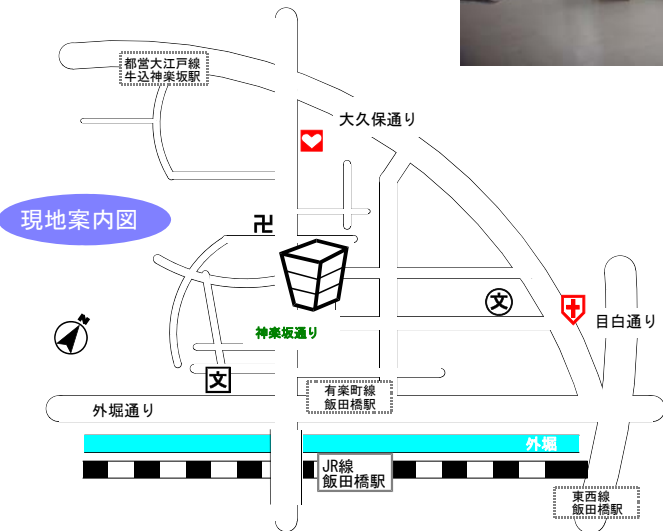 都営大江戸線
牛込神楽坂駅
大久保通り
現地案内図
卍
文
目白通り
N
神楽坂通り
文
有楽町線
飯田橋駅
外堀通り
外堀
JR線
飯田橋駅
東西線
飯田橋駅